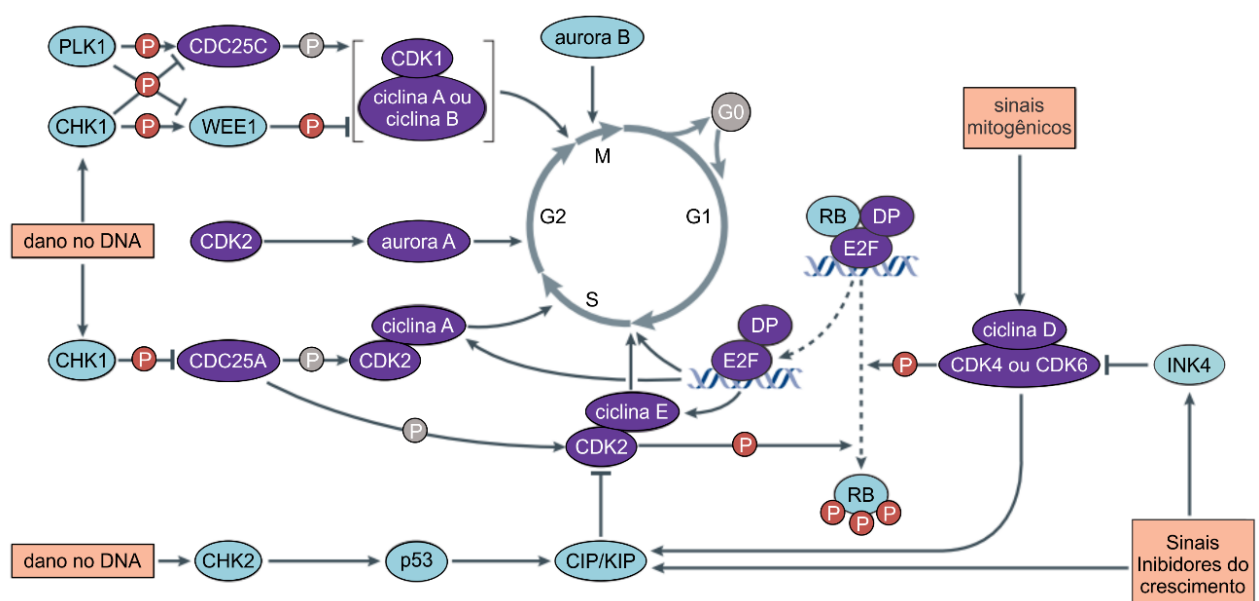 PLK1
P
CDC25C
P
P
CHK1
P
WEE1
P
CDK1
ciclina A ou
ciclina B
aurora B
G0
M
G1
G2
S
sinais
mitogênicos
dano no DNA
CDK2
aurora A
RB
DP
E2F
CHK1
P
CDC25A
P
ciclina A
CDK2
DP
E2F
ciclina D
CDK4 ou CDK6
P
INK4
P
ciclina E
CDK2
P
RB
P
P
P
dano no DNA
CHK2
p53
CIP/KIP
Sinais
Inibidores do
crescimento